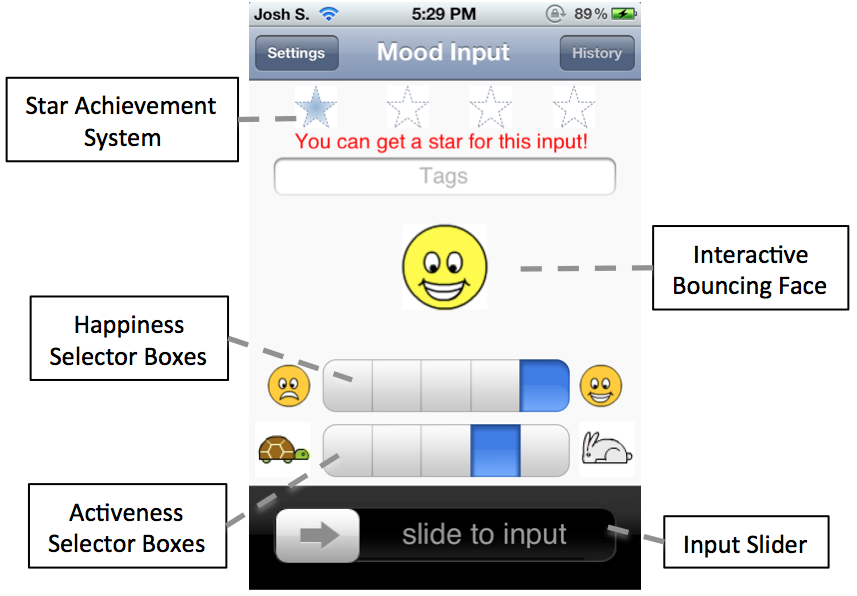 Josh S. 5:29 PM 89%
Settings Mood Input History
Star Achievement
System
You can get a star for this input!
Tags
Interactive
Bouncing Face
Happiness
Selector Boxes
Activeness
Selector Boxes
slide to input
Input Slider